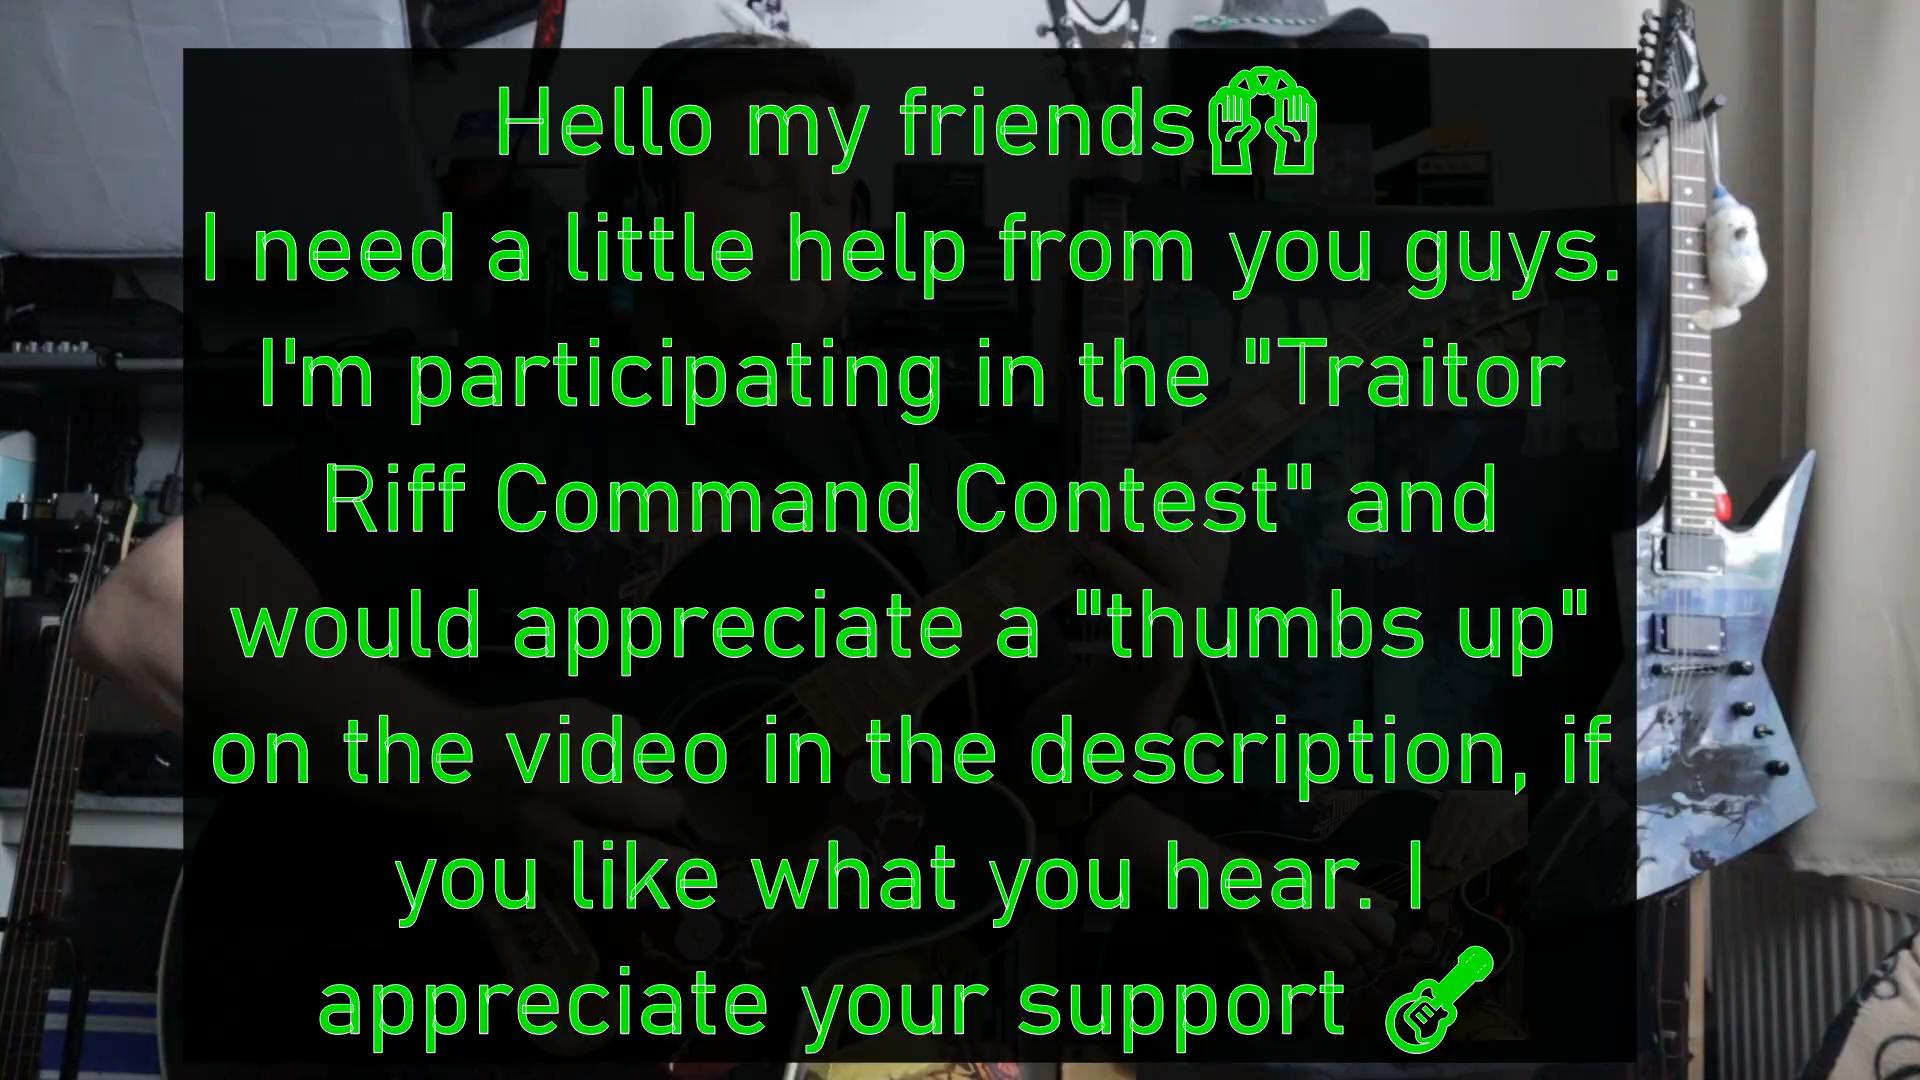 Hello my friends🙌
I need a little help from you guys.
I'm participating in the "Traitor
Riff Command Contest" and
would appreciate a "thumbs up"
on the video in the description, if
you like what you hear. I
appreciate your support 🎸